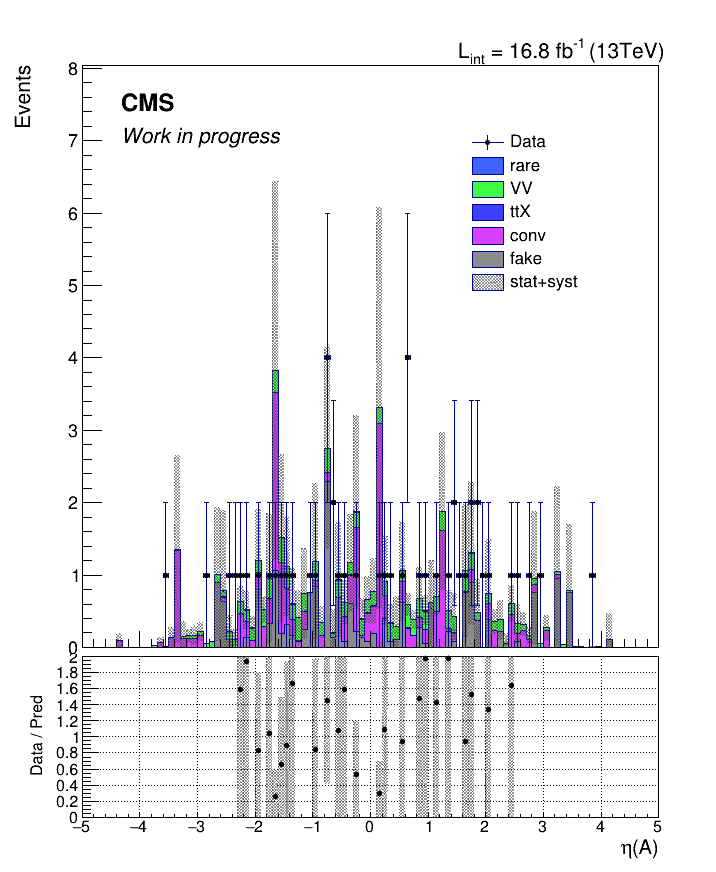 L_int = 16.8 fb^-1 (13TeV)
Events
8
CMS
Work in progress
7
Data
rare
VV
ttX
conv
fake
stat+syst
6
5
4
3
2
1
0
Data / Pred
2
1.8
1.6
1.4
1.2
1
0.8
0.6
0.4
0.2
0
−5 −4 −3 −2 −1 0 1 2 3 4 5
η(A)